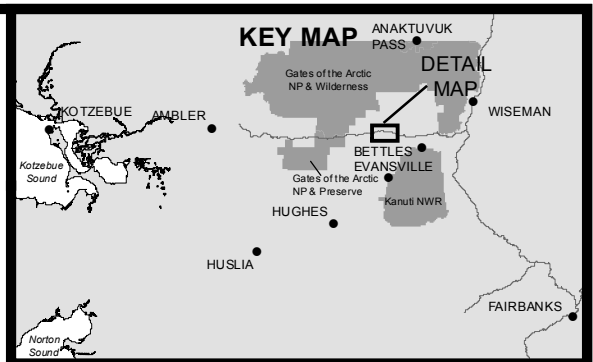 KEY MAP
ANAKTUVUK
PASS
DETAIL
MAP
Gates of the Arctic
NP & Wilderness
WISEMAN
KOTZEBUE
AMBLER
Kotzebue
Sound
BETTLES
EVANSVILLE
Gates of the Arctic
NP & Preserve
Kanuti NWR
HUGHES
HUSLIA
FAIRBANKS
Norton
Sound